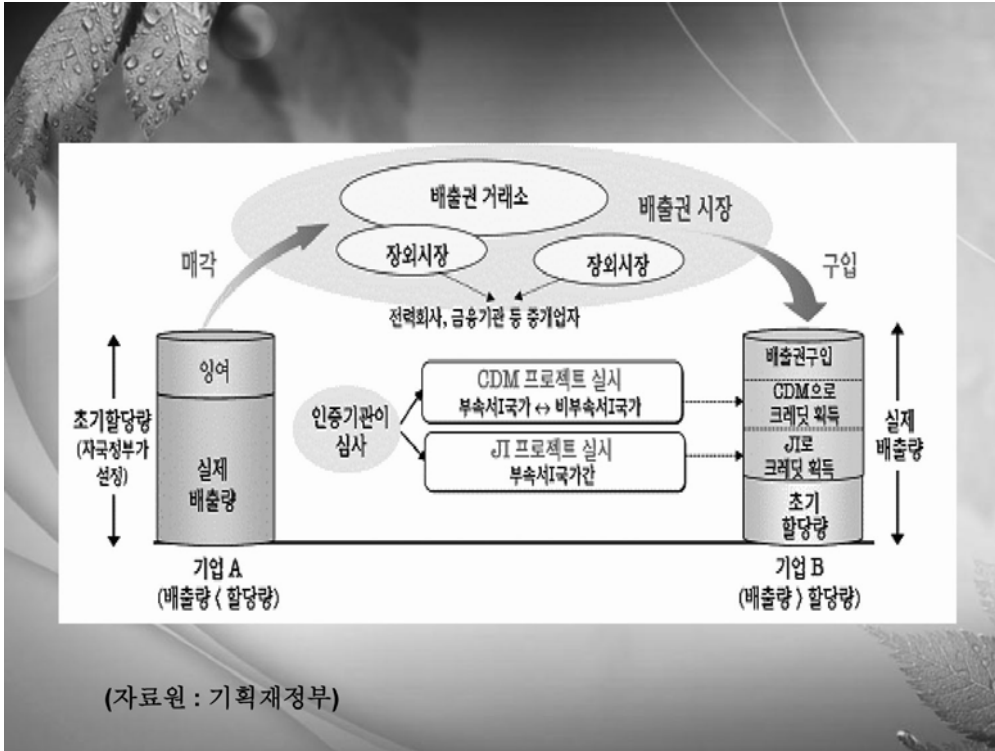 배출권 거래소
배출권 시장
장외시장
장외시장
매각
구입
전력회사, 금융기관 등 중개업자
잉여
실제
배출량
초기할당량
(자국정부가
설정)
인증기관이
심사
CDM 프로젝트 실시
부속서I국가 ↔ 비부속서I국가
JI 프로젝트 실시
부속서I국가간
배출권구입
CDM으로
크레딧 획득
JI로
크레딧 획득
초기
할당량
실제
배출량
기업 A
(배출량 < 할당량)
기업 B
(배출량 > 할당량)
(자료원 : 기획재정부)